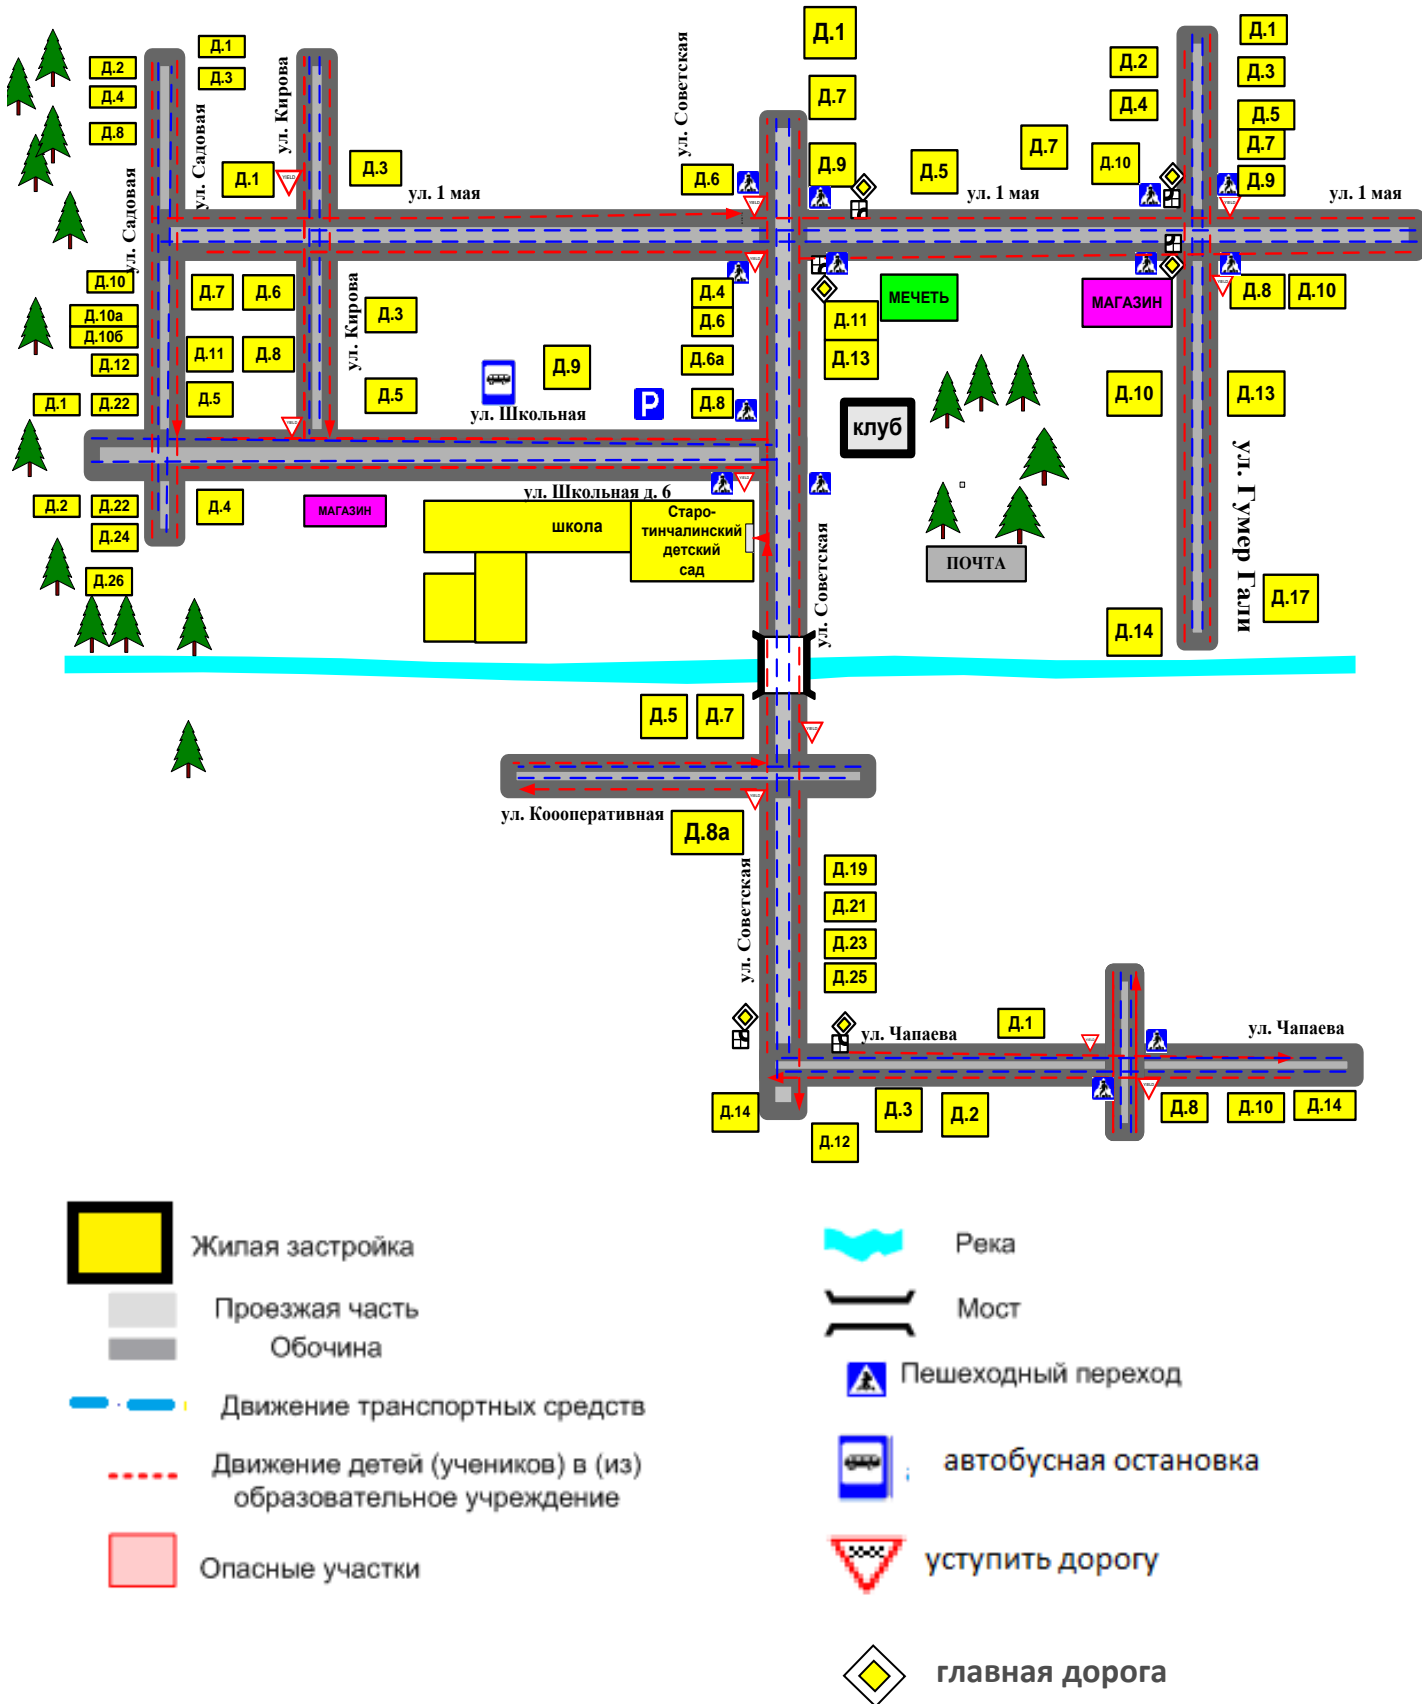 Д.1
Д.2
Д.3
Д.4
Д.8
ул. Садовая
ул. Садовая
ул. Кирова
Д.1
Д.3
ул. 1 мая
ул. Советская
Д.6
Д.1
Д.7
Д.9
Д.5
Д.7
ул. 1 мая
Д.2
Д.4
Д.10
Д.1
Д.3
Д.5
Д.7
Д.9
ул. 1 мая
Д.10
Д.10а
Д.10б
Д.12
Д.1
Д.22
Д.7
Д.6
Д.11
Д.8
Д.5
ул. Кирова
Д.3
Д.5
Д.9
ул. Школьная
P
Д.4
Д.6
Д.6а
Д.8
Д.11
Д.13
МЕЧЕТЬ
МАГАЗИН
Д.8
Д.10
клуб
Д.10
Д.13
ул. Гумер Гали
Д.2
Д.22
Д.24
Д.26
Д.4
МАГАЗИН
ул. Школьная д. 6
школа
Старо-
тинчалинский
детский
сад
ул. Советская
ПОЧТА
Д.14
Д.17
Д.5
Д.7
ул. Коооперативная
Д.8а
ул. Советская
Д.19
Д.21
Д.23
Д.25
ул. Чапаева
Д.1
ул. Чапаева
Д.14
Д.12
Д.3
Д.2
Д.8
Д.10
Д.14
Жилая застройка
Проезжая часть
Обочина
Движение транспортных средств
Движение детей (учеников) в (из)
образовательное учреждение
Опасные участки
Река
Мост
Пешеходный переход
автобусная остановка
уступить дорогу
главная дорога